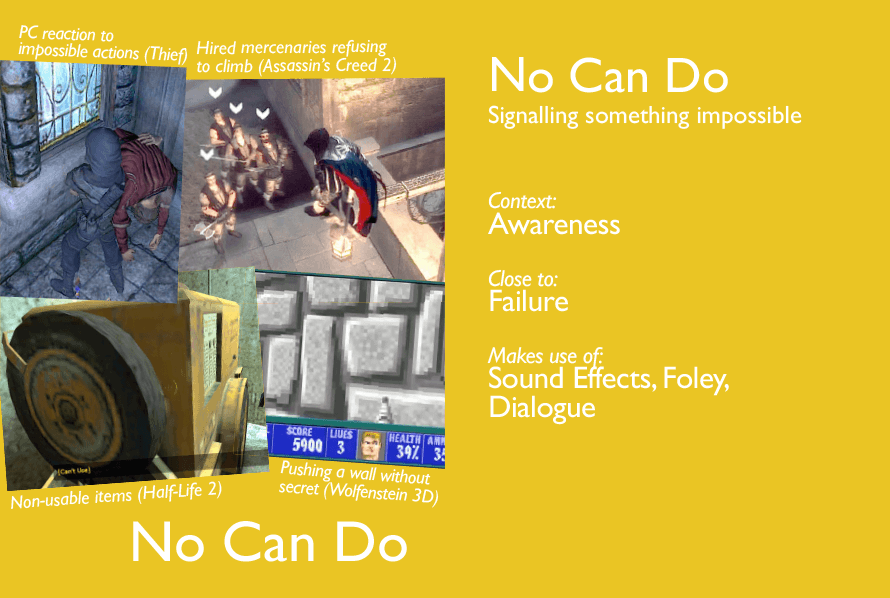 PC reaction to
impossible actions (Thief)
Hired mercenaries refusing
to climb (Assassin's Creed 2)
[Can't Use]
SCORE LIVES HEALTH AMM
5900 3 39% 35
Non-usable items (Half-Life 2)
Pushing a wall without
secret (Wolfenstein 3D)
No Can Do
No Can Do
Signalling something impossible
Context:
Awareness
Close to:
Failure
Makes use of:
Sound Effects, Foley,
Dialogue